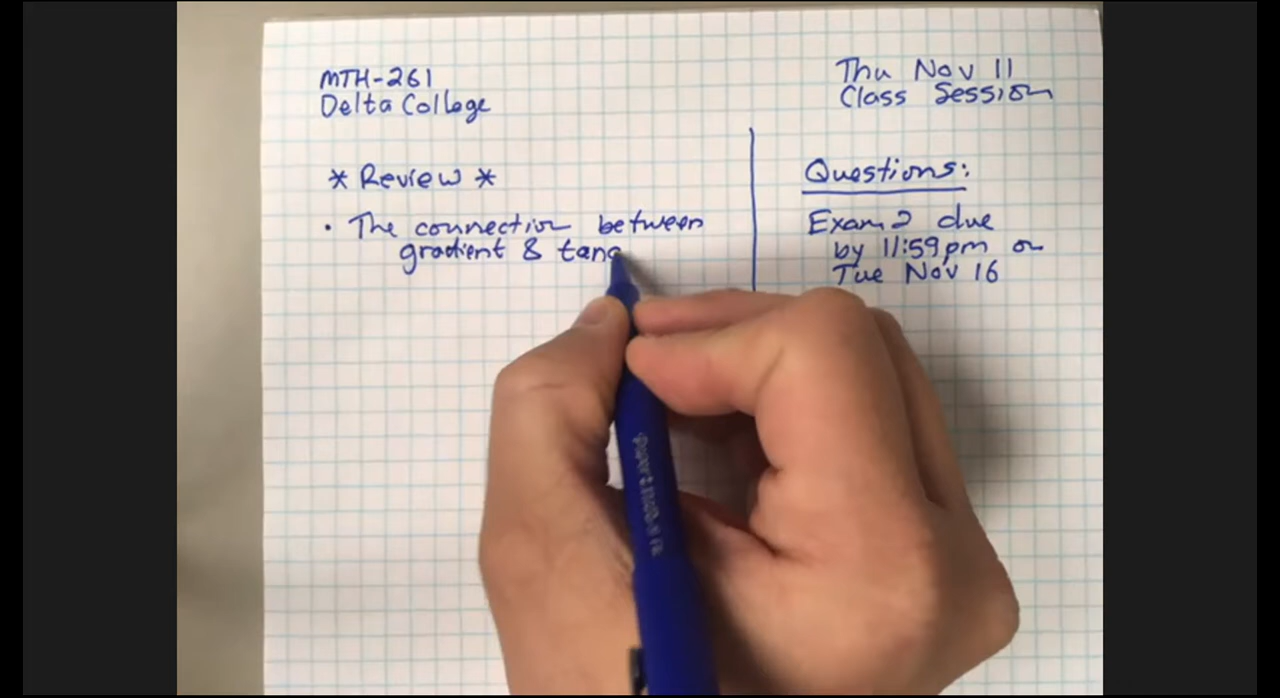 MTH-261
Delta College
Thu Nov 11
Class Session
* Review *
• The connection between
gradient & tang
Questions:
Exam 2 due
by 11:59pm on
Tue Nov 16